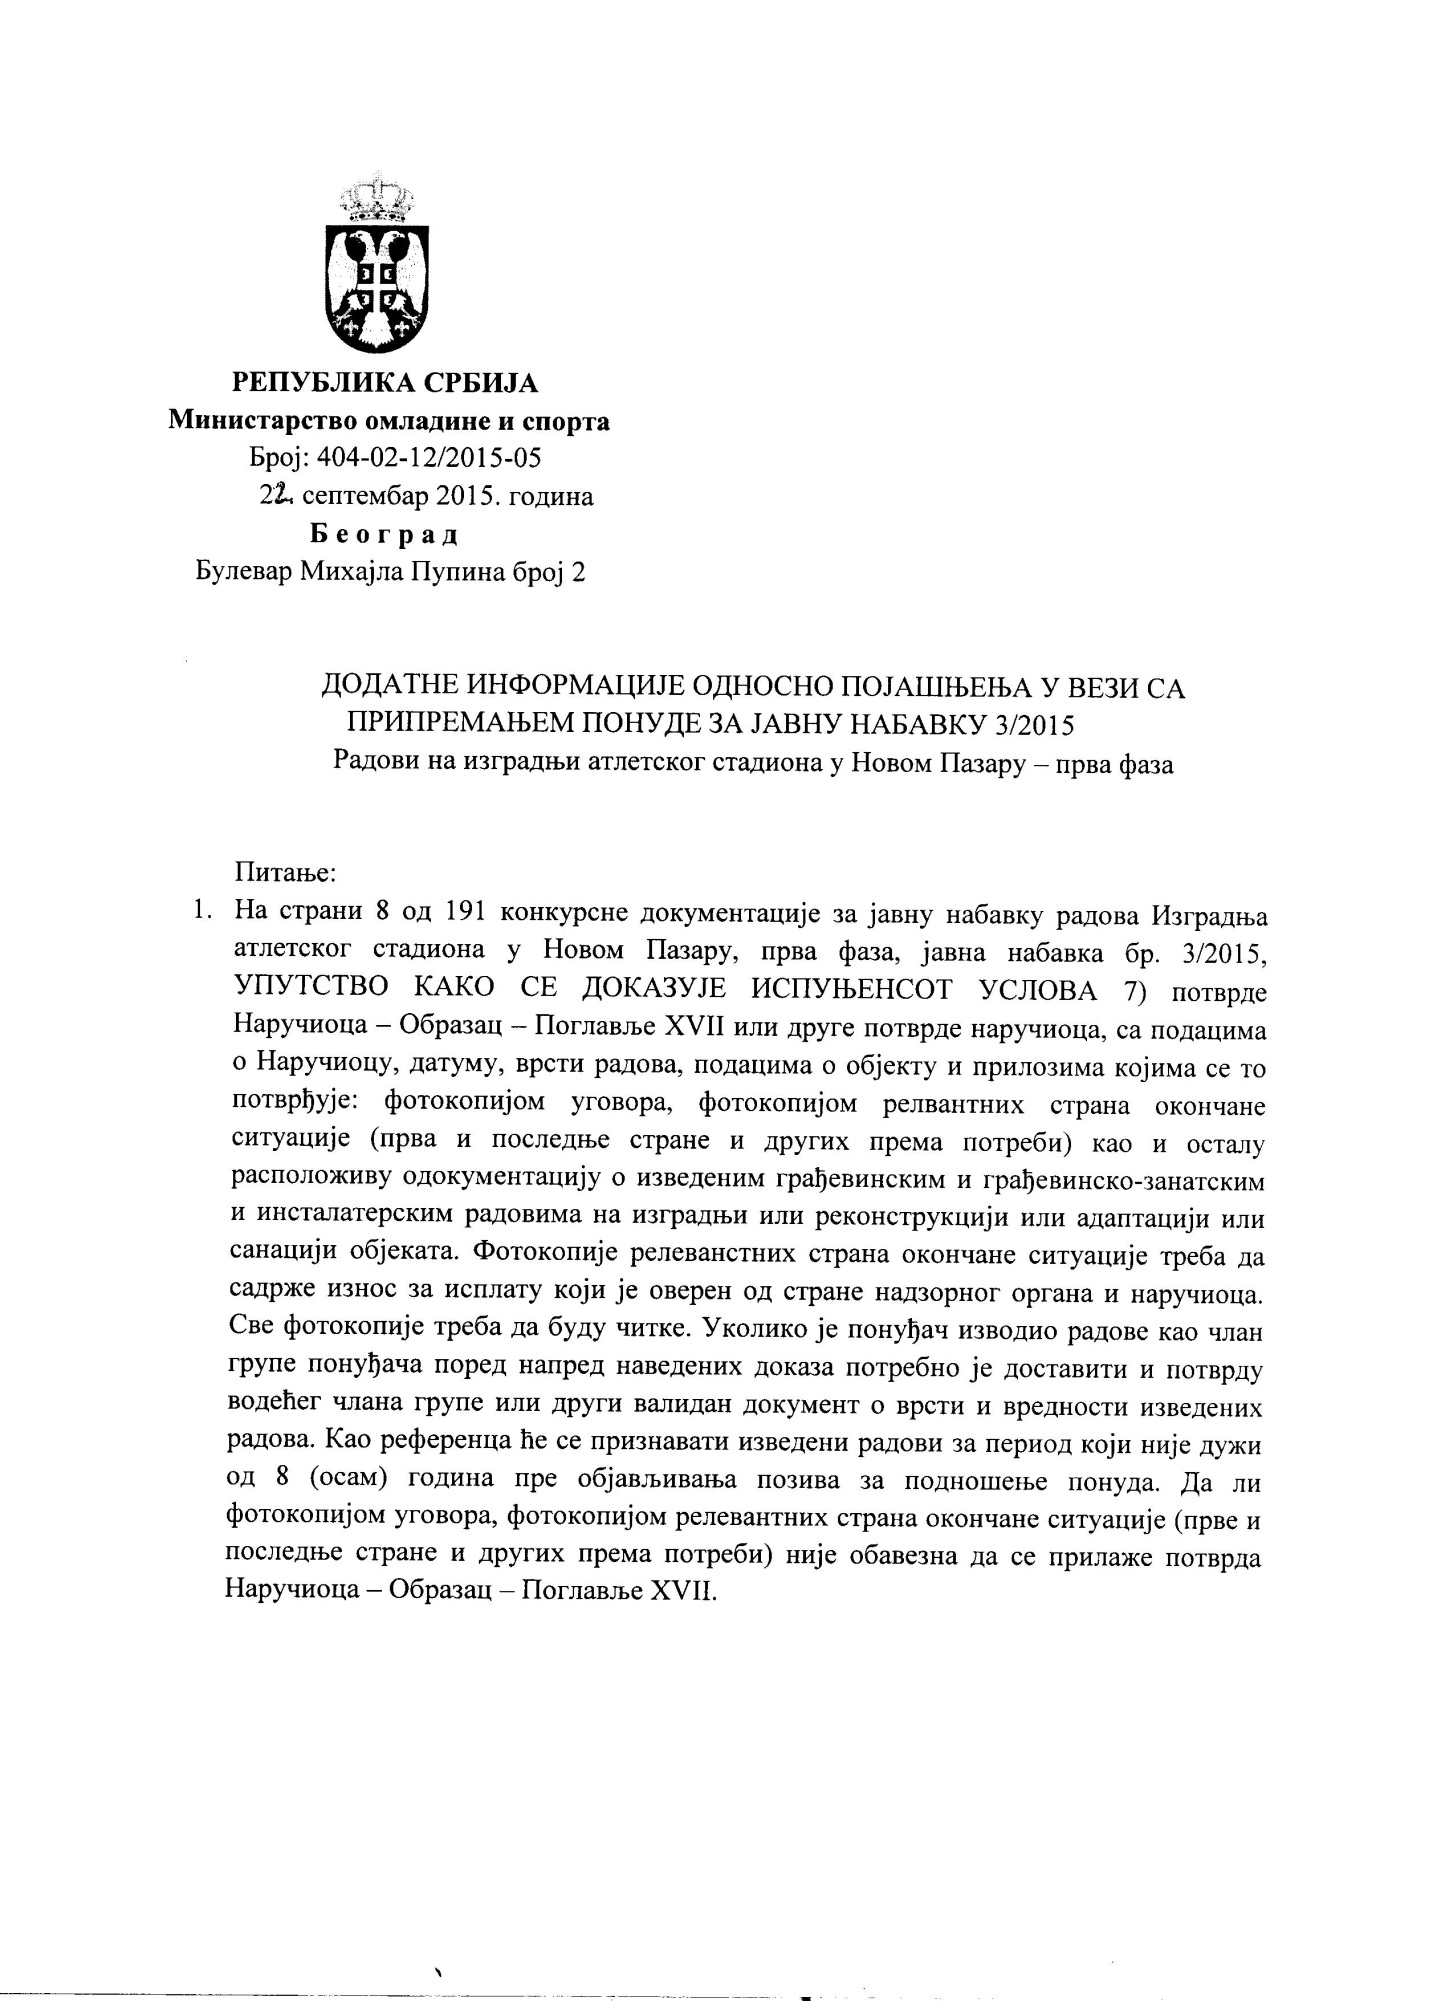 РЕПУБЛИКА СРБИЈА
Министарство омладине и спорта
Број: 404-02-12/2015-05
22. септембар 2015. година
Б е о г р а д
Булевар Михајла Пупина број 2
ДОДАТНЕ ИНФОРМАЦИЈЕ ОДНОСНО ПОЈАШЊЕЊА У ВЕЗИ СА
ПРИПРЕМАЊЕМ ПОНУДЕ ЗА ЈАВНУ НАБАВКУ 3/2015
Радови на изградњи атлетског стадиона у Новом Пазару – прва фаза
Питање:
1. На страни 8 од 191 конкурсне документације за јавну набавку радова Изградња
атлетског стадиона у Новом Пазару, прва фаза, јавна набавка бр. 3/2015,
УПУТСТВО КАКО СЕ ДОКАЗУЈЕ ИСПУЊЕНСОТ УСЛОВА 7) потврде
Наручиоца – Образац – Поглавље XVII или друге потврде наручиоца, са подацима
о Наручиоцу, датуму, врсти радова, подацима о објекту и прилозима којима се то
потврђује: фотокопијом уговора, фотокопијом релвантних страна окончане
ситуације (прва и последње стране и других према потреби) као и осталу
расположиву одокументацију о изведеним грађевинским и грађевинско-занатским
и инсталатерским радовима на изградњи или реконструкцији или адаптацији или
санацији објеката. Фотокопије релеванстних страна окончане ситуације треба да
садрже износ за исплату који је оверен од стране надзорног органа и наручиоца.
Све фотокопије треба да буду читке. Уколико је понуђач изводио радове као члан
групе понуђача поред напред наведених доказа потребно је доставити и потврду
водећег члана групе или други валидан документ о врсти и вредности изведених
радова. Као референца ће се признавати изведени радови за период који није дужи
од 8 (осам) година пре објављивања позива за подношење понуда. Да ли
фотокопијом уговора, фотокопијом релевантних страна окончане ситуације (прве и
последње стране и других према потреби) није обавезна да се прилаже потврда
Наручиоца – Образац – Поглавље XVII.